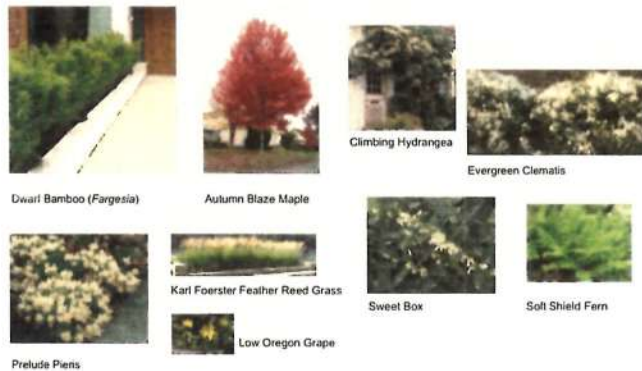 Climbing Hydrangea
Evergreen Clematis
Dwarf Bamboo (Fargesia)
Autumn Blaze Maple
Karl Foerster Feather Reed Grass
Sweet Box
Soft Shield Fern
Low Oregon Grape
Prelude Pieris